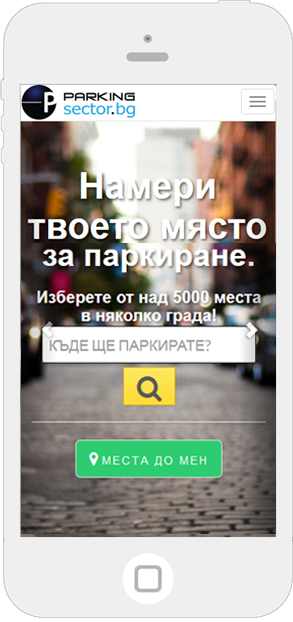 P PARKING
sector.bg
Намери
твоето място
за паркиране.
Изберете от над 5000 места
в няколко града!
КЪДЕ ЩЕ ПАРКИРАТЕ?
МЕСТА ДО МЕН